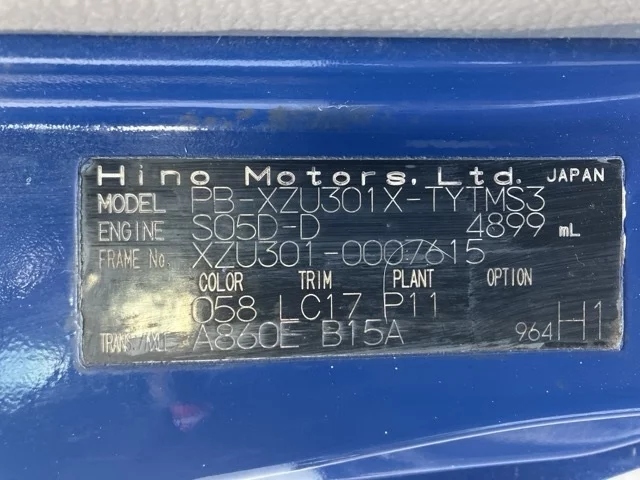 Hino Motors, Ltd. JAPAN
MODEL PB-XZU301X-TYTMS3
ENGINE S05D-D 4899 mL
FRAME No. XZU301-0007615
COLOR TRIM PLANT OPTION
058 LC17 P11
TRANS./AXLE A860E B15A 964 H1